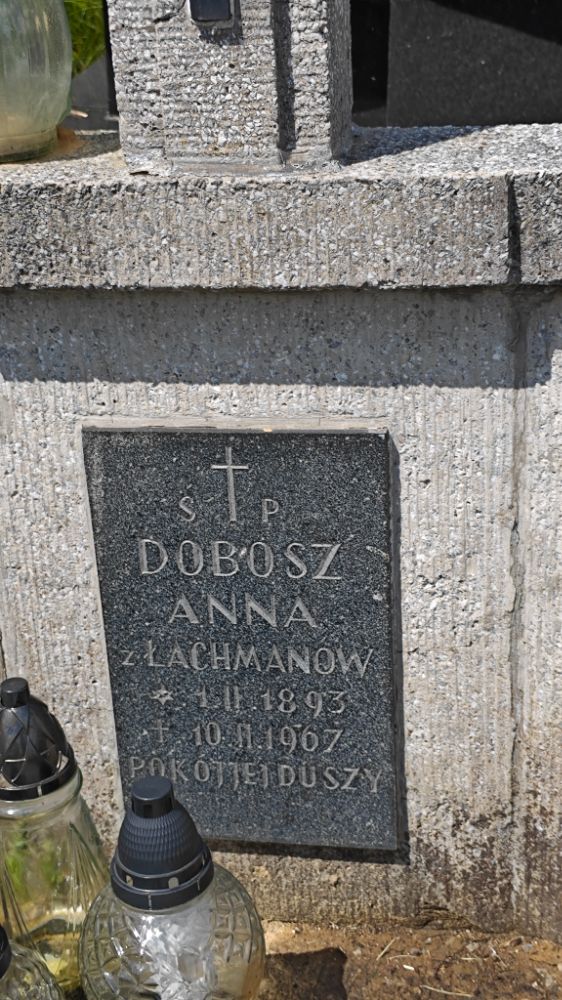 Ś P
DOBOSZ
ANNA
z ŁACHMANÓW
1.II.1893
10.II.1967
POKÓJ JEJ DUSZY